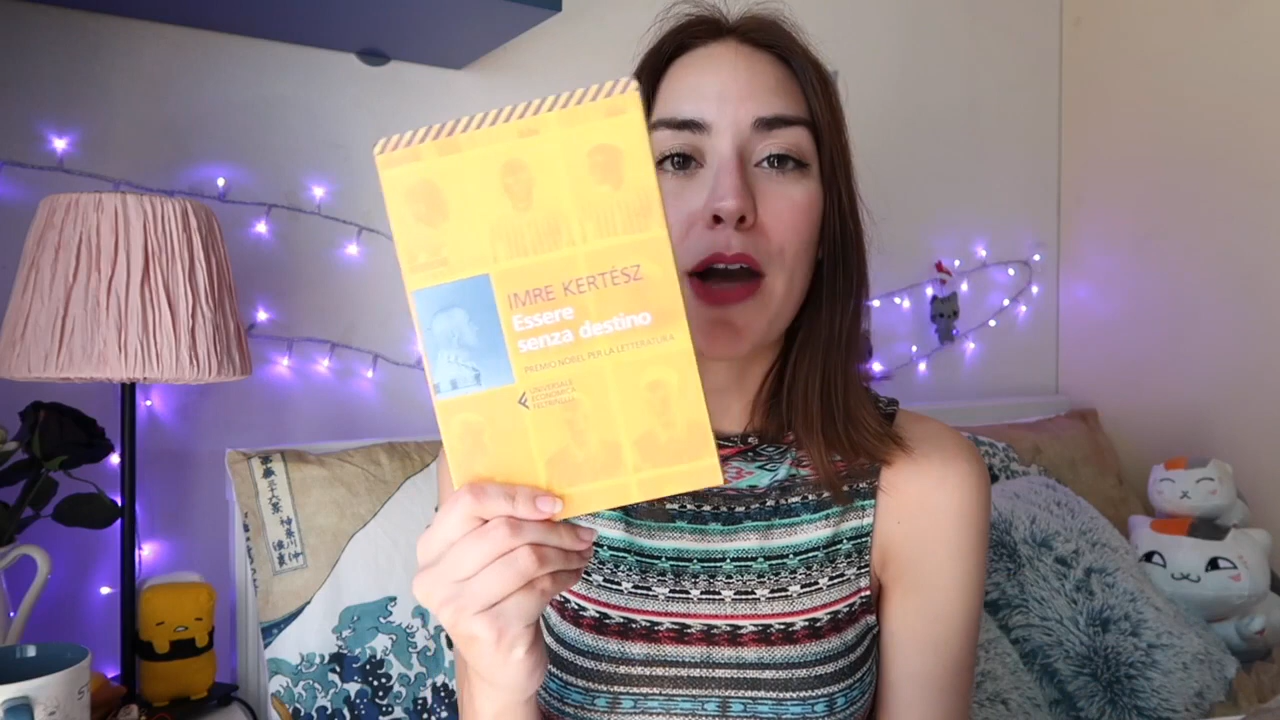 IMRE KERTÉSZ
Essere
senza destino
PREMIO NOBEL PER LA LETTERATURA
UNIVERSALE
ECONOMICA
FELTRINELLI